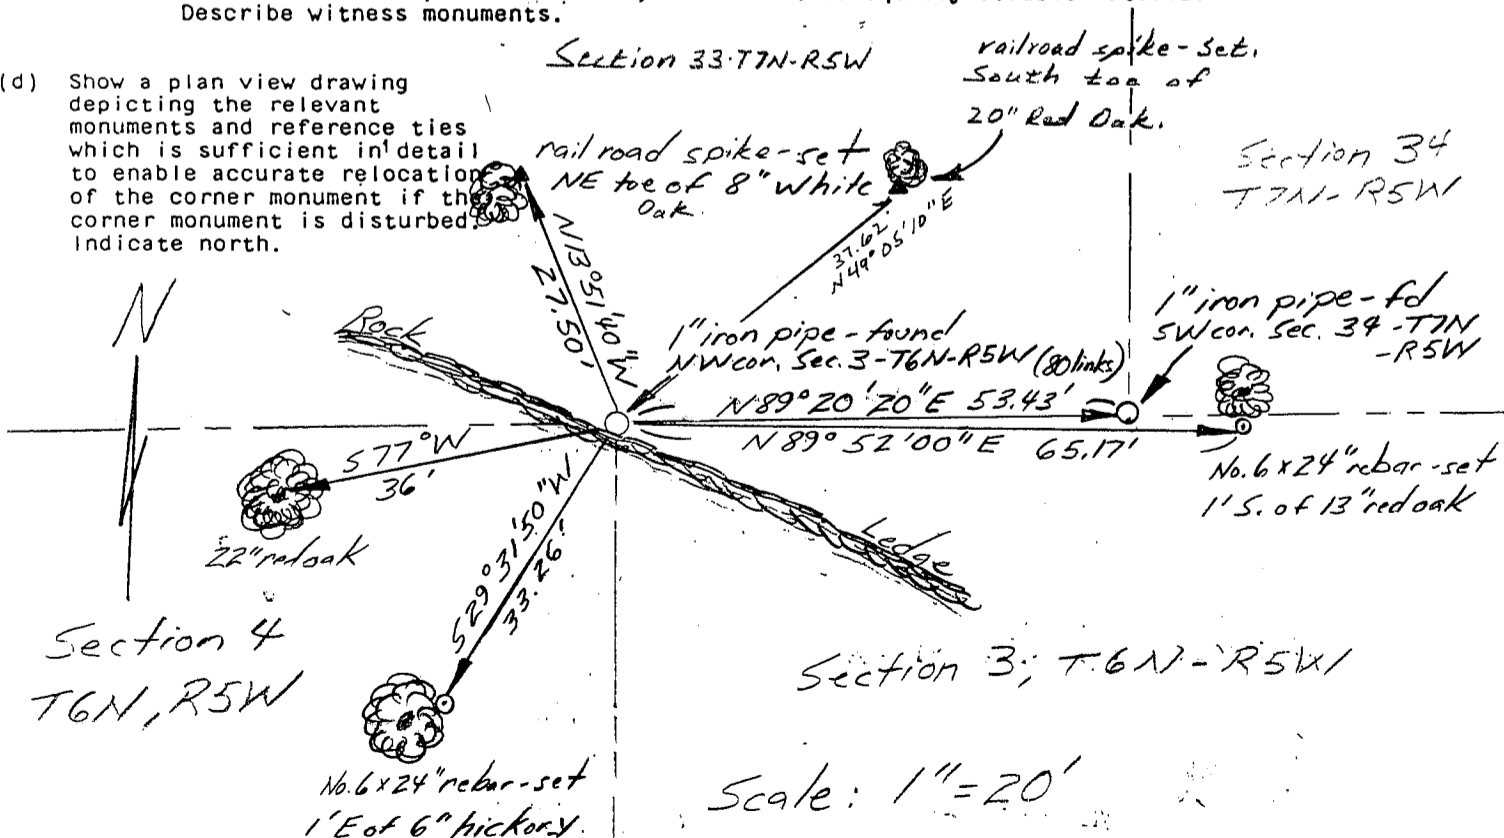 Describe witness monuments.
Section 33·T7N-R5W
railroad spike-set.
South toe of
20" Red Oak.
(d) Show a plan view drawing
depicting the relevant
monuments and reference ties
which is sufficient in detail
to enable accurate relocation
of the corner monument if the
corner monument is disturbed.
Indicate north.
railroad spike-set
NE toe of 8" White
Oak.
Section 34
T7N-R5W
N13°51'40"W
27.50'
37.62'
N49°05'10"E
N
Rock
1" iron pipe-found
NW cor. Sec. 3-T6N-R5W (80 links)
1" iron pipe-fd
SW cor. Sec. 34-T7N
-R5W
N89°20'20"E 53.43'
N89°52'00"E 65.17'
S77°W
36'
22" red oak
No. 6 x 24" rebar-set
1' S. of 13" red oak
S29°31'50"W
33.26'
Ledge
Section 4
T6N, R5W
Section 3; T6N-R5W
No. 6 x 24" rebar-set
1' E of 6" hickory.
Scale: 1"=20'